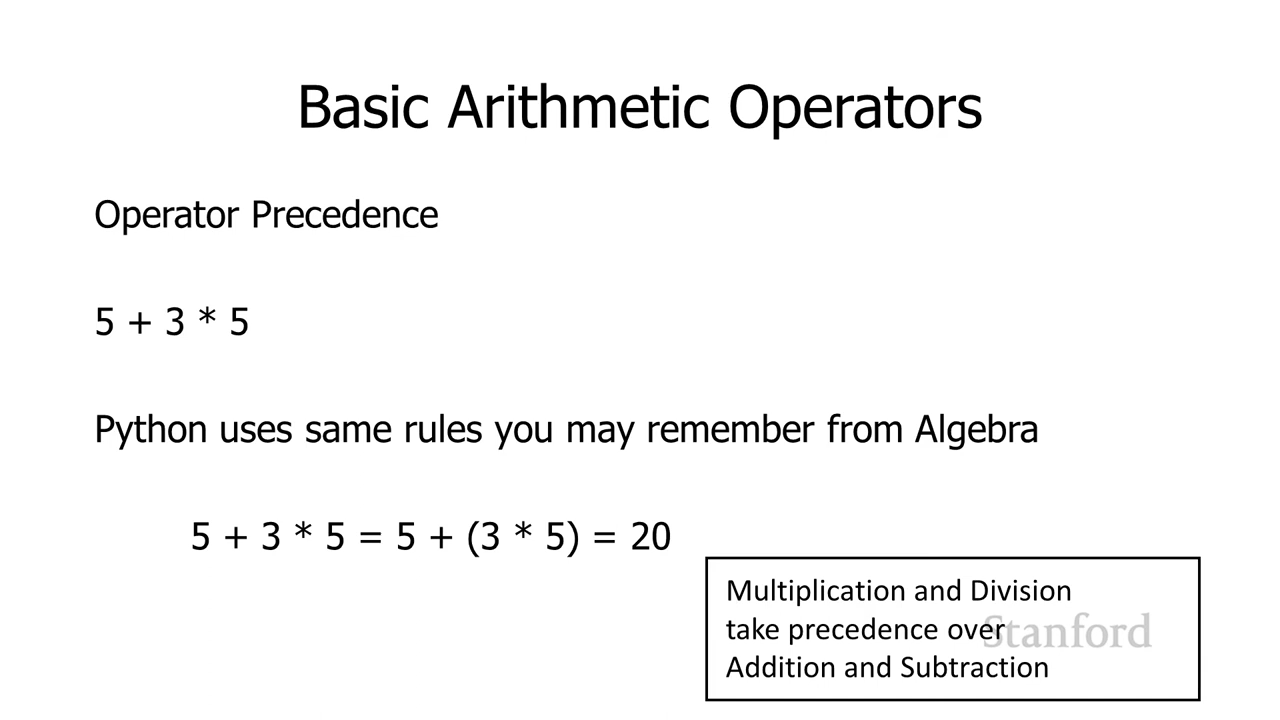 Basic Arithmetic Operators
Operator Precedence
5 + 3 * 5
Python uses same rules you may remember from Algebra
5 + 3 * 5 = 5 + (3 * 5) = 20
Multiplication and Division
take precedence over
Stanford
Addition and Subtraction